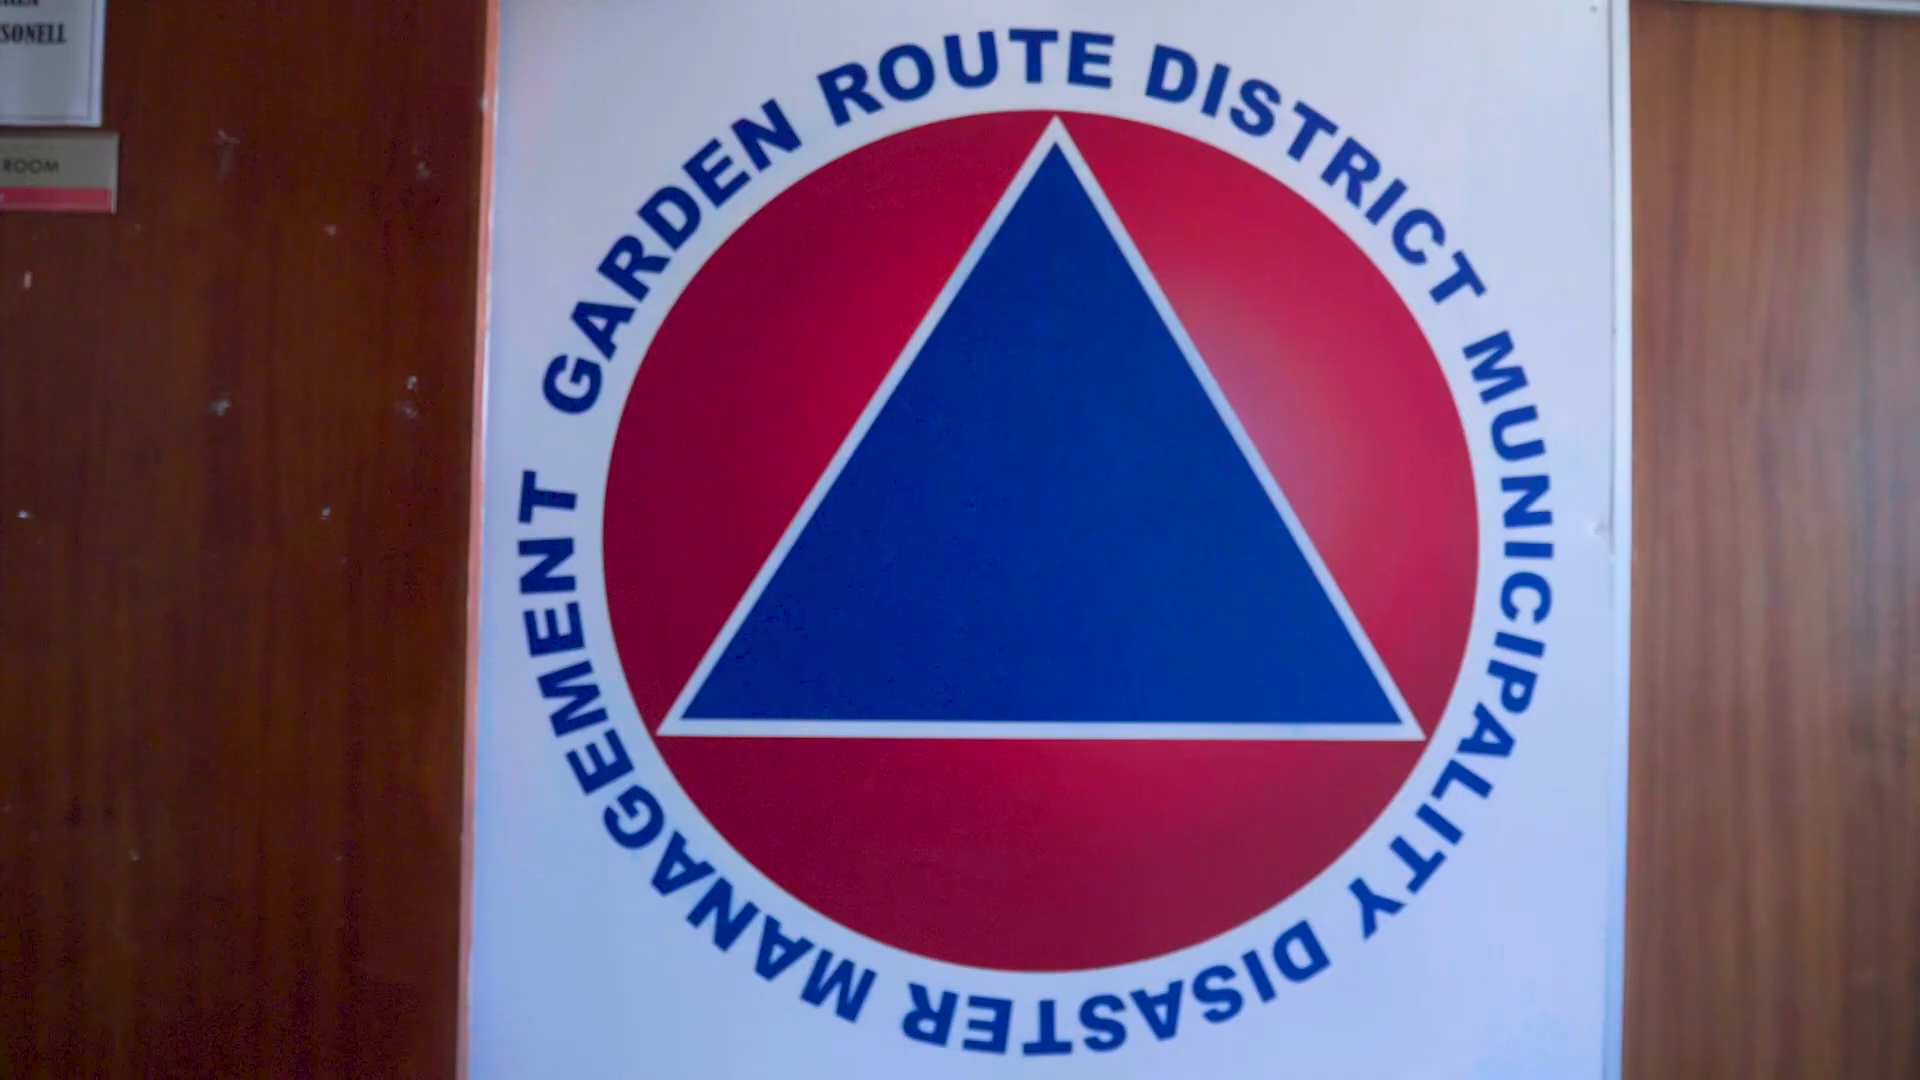 SONELL
ROOM
GARDEN ROUTE DISTRICT MUNICIPALITY DISASTER MANAGEMENT